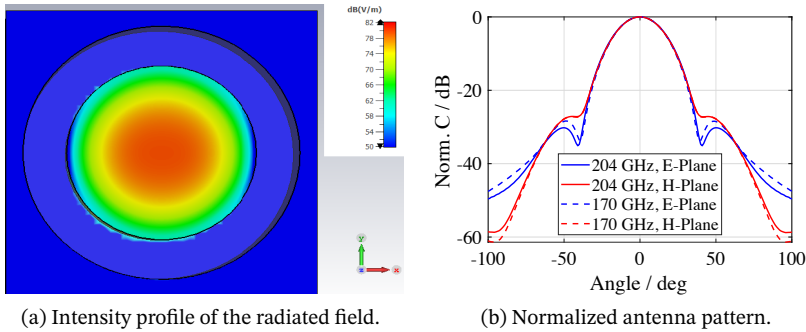 dB(V/m)
82
78
74
70
66
62
58
54
50
y
z
x
(a) Intensity profile of the radiated field.
Norm. C / dB
0
-20
-40
-60
204 GHz, E-Plane
204 GHz, H-Plane
170 GHz, E-Plane
170 GHz, H-Plane
-100
-50
0
50
100
Angle / deg
(b) Normalized antenna pattern.